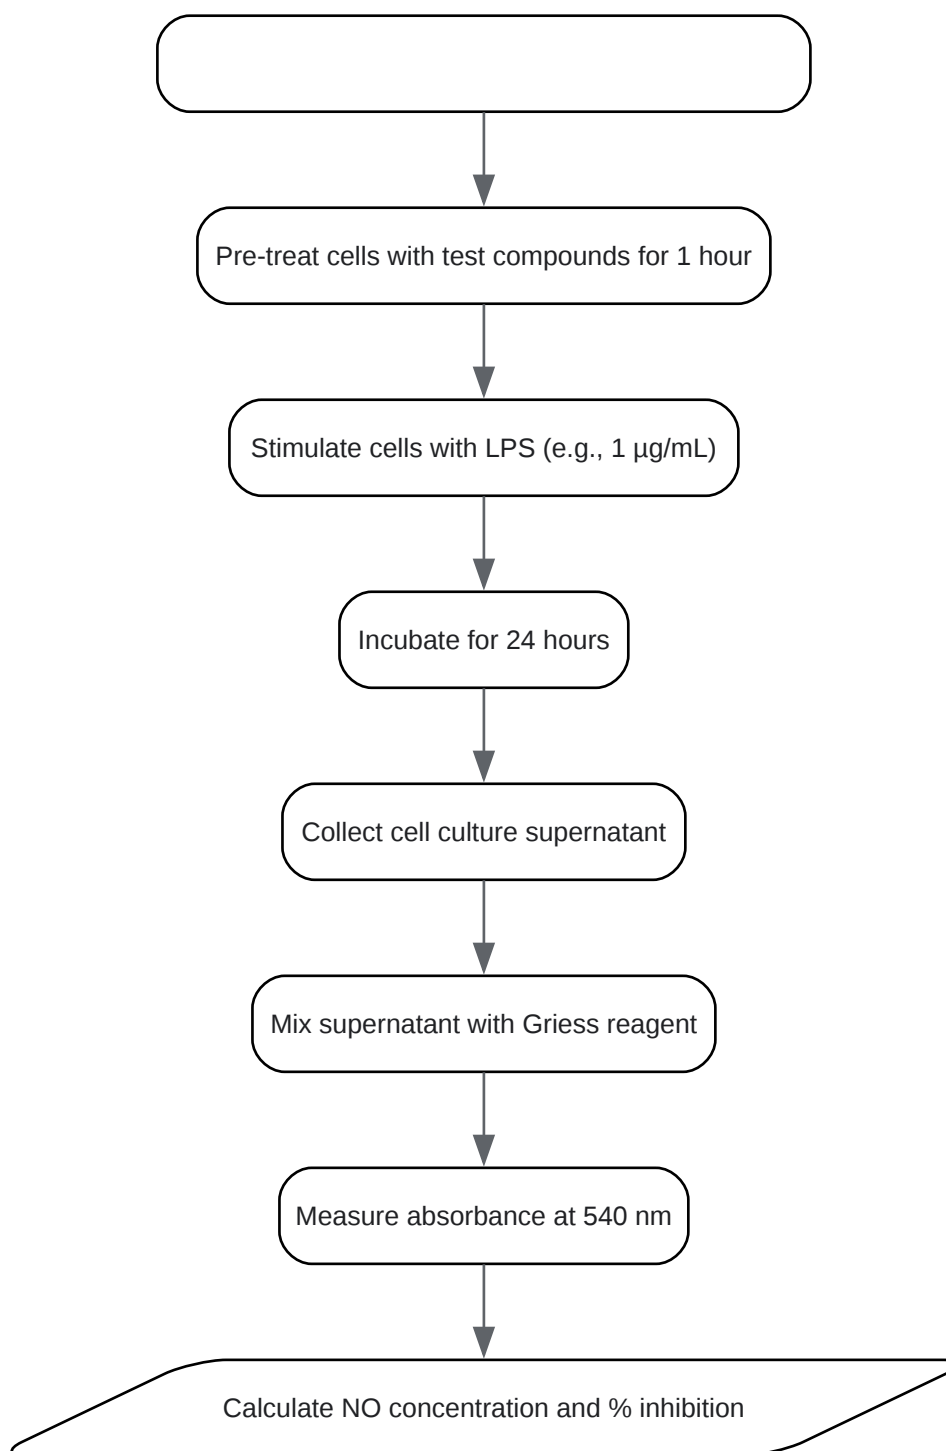 Pre-treat cells with test compounds for 1 hour
Stimulate cells with LPS (e.g., 1 µg/mL)
Incubate for 24 hours
Collect cell culture supernatant
Mix supernatant with Griess reagent
Measure absorbance at 540 nm
Calculate NO concentration and % inhibition